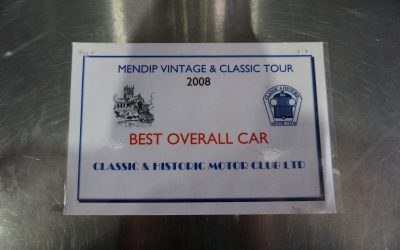 MENDIP VINTAGE & CLASSIC TOUR
2008
BEST OVERALL CAR
CLASSIC & HISTORIC MOTOR CLUB LTD